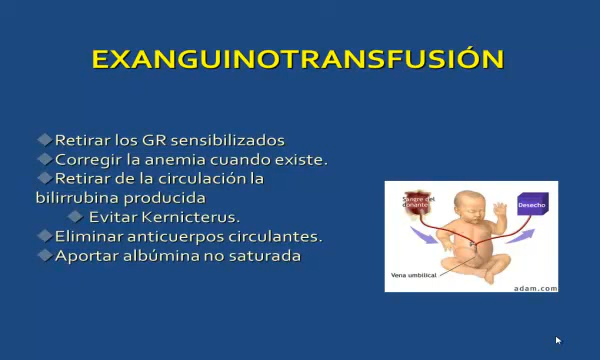 EXANGUINOTRANSFUSIÓN
Retirar los GR sensibilizados
Corregir la anemia cuando existe.
Retirar de la circulación la
bilirrubina producida
Evitar Kernicterus.
Eliminar anticuerpos circulantes.
Aportar albúmina no saturada
Sangre del
donante
Desecho
Vena umbilical
adam.com